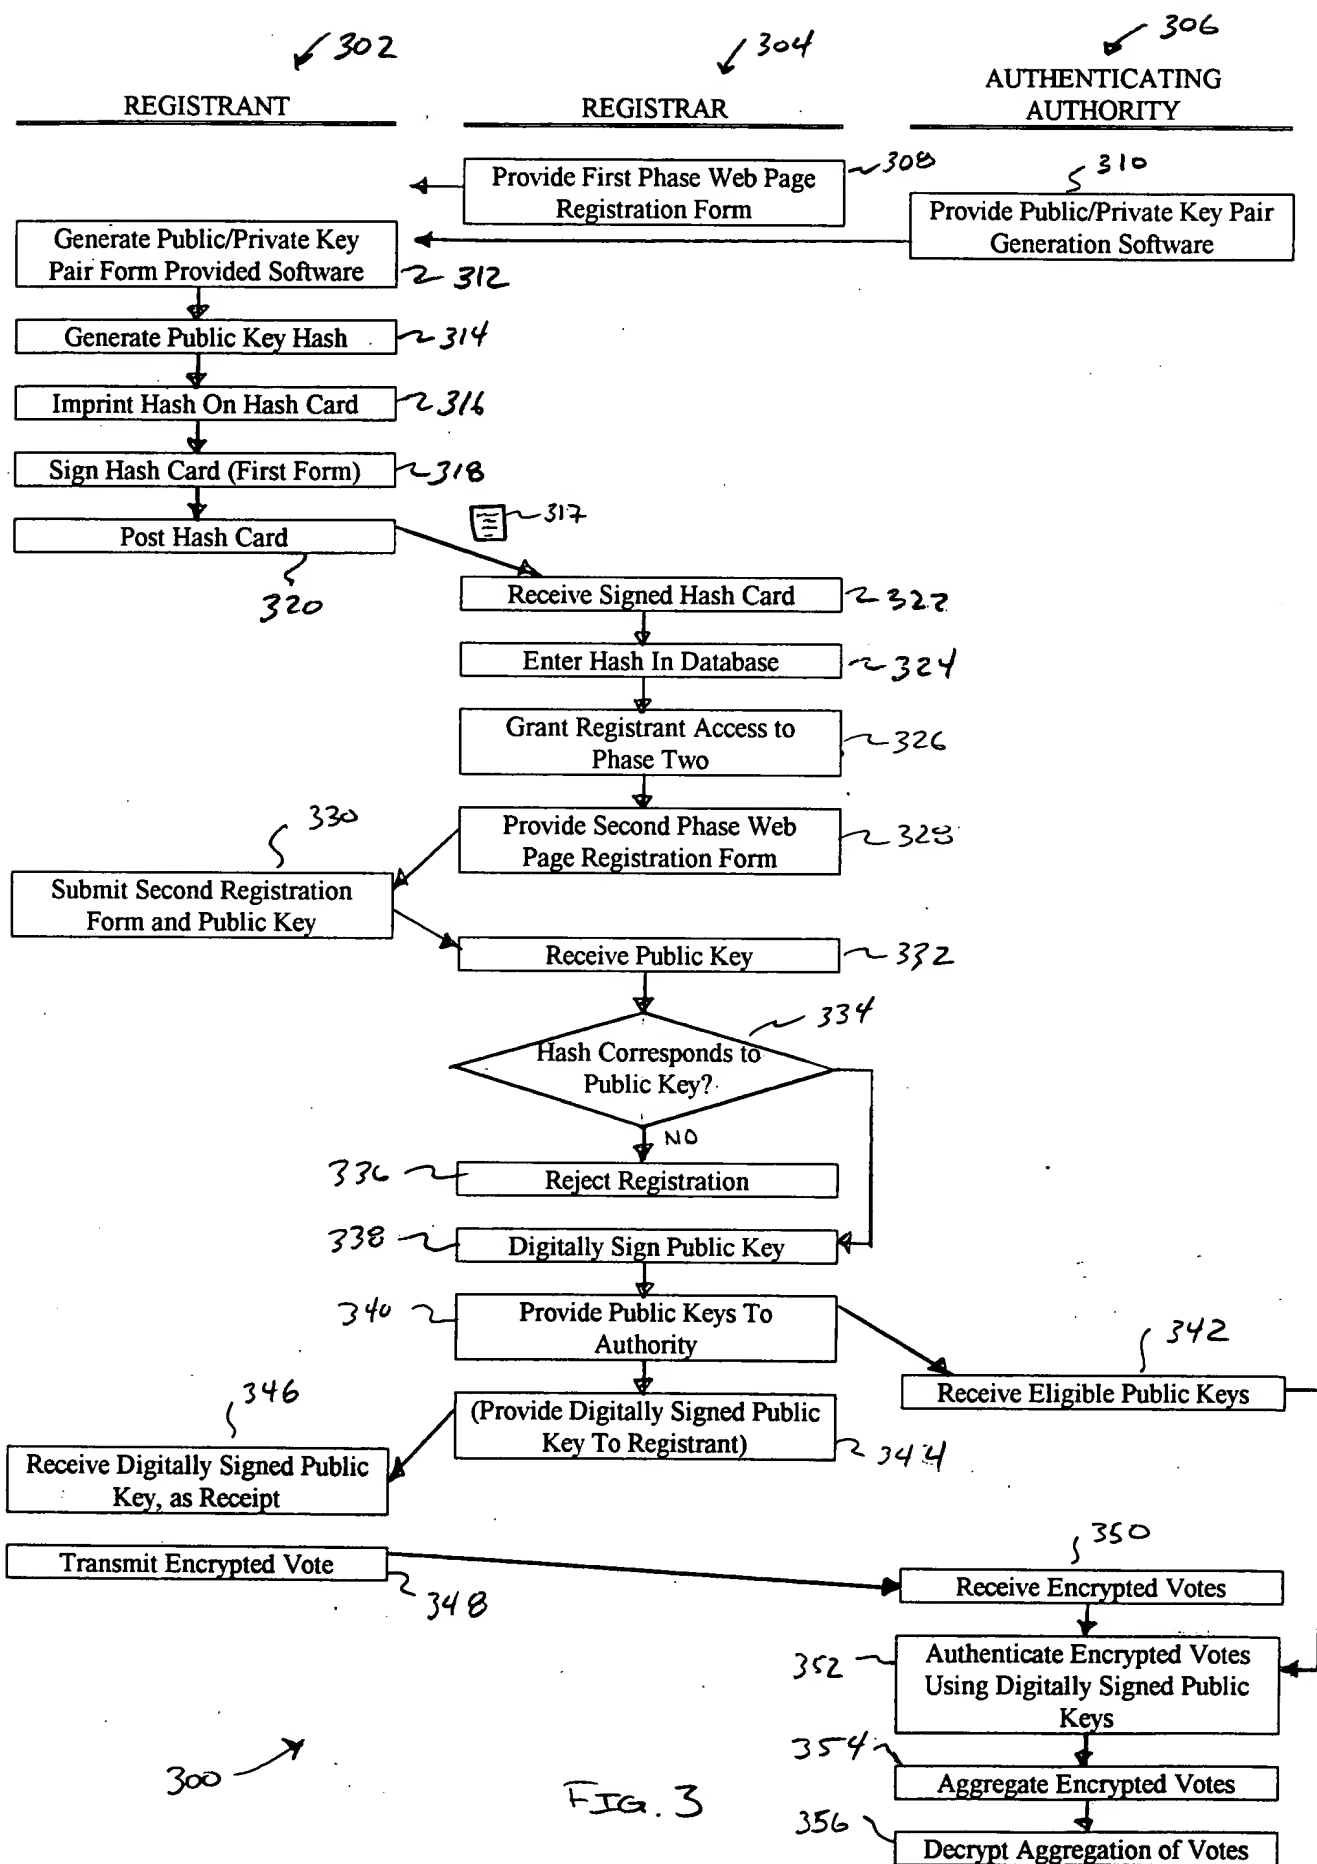 302
304
306
REGISTRANT
REGISTRAR
AUTHENTICATING
AUTHORITY
308
310
Provide First Phase Web Page
Registration Form
Provide Public/Private Key Pair
Generation Software
Generate Public/Private Key
Pair Form Provided Software
312
Generate Public Key Hash
314
Imprint Hash On Hash Card
316
Sign Hash Card (First Form)
318
317
Post Hash Card
320
Receive Signed Hash Card
322
Enter Hash In Database
324
Grant Registrant Access to
Phase Two
326
Provide Second Phase Web
Page Registration Form
328
330
Submit Second Registration
Form and Public Key
Receive Public Key
332
334
Hash Corresponds to
Public Key?
NO
336
Reject Registration
338
Digitally Sign Public Key
340
Provide Public Keys To
Authority
342
Receive Eligible Public Keys
346
(Provide Digitally Signed Public
Key To Registrant)
344
Receive Digitally Signed Public
Key, as Receipt
350
Transmit Encrypted Vote
348
Receive Encrypted Votes
352
Authenticate Encrypted Votes
Using Digitally Signed Public
Keys
354
Aggregate Encrypted Votes
300
FIG. 3
356
Decrypt Aggregation of Votes